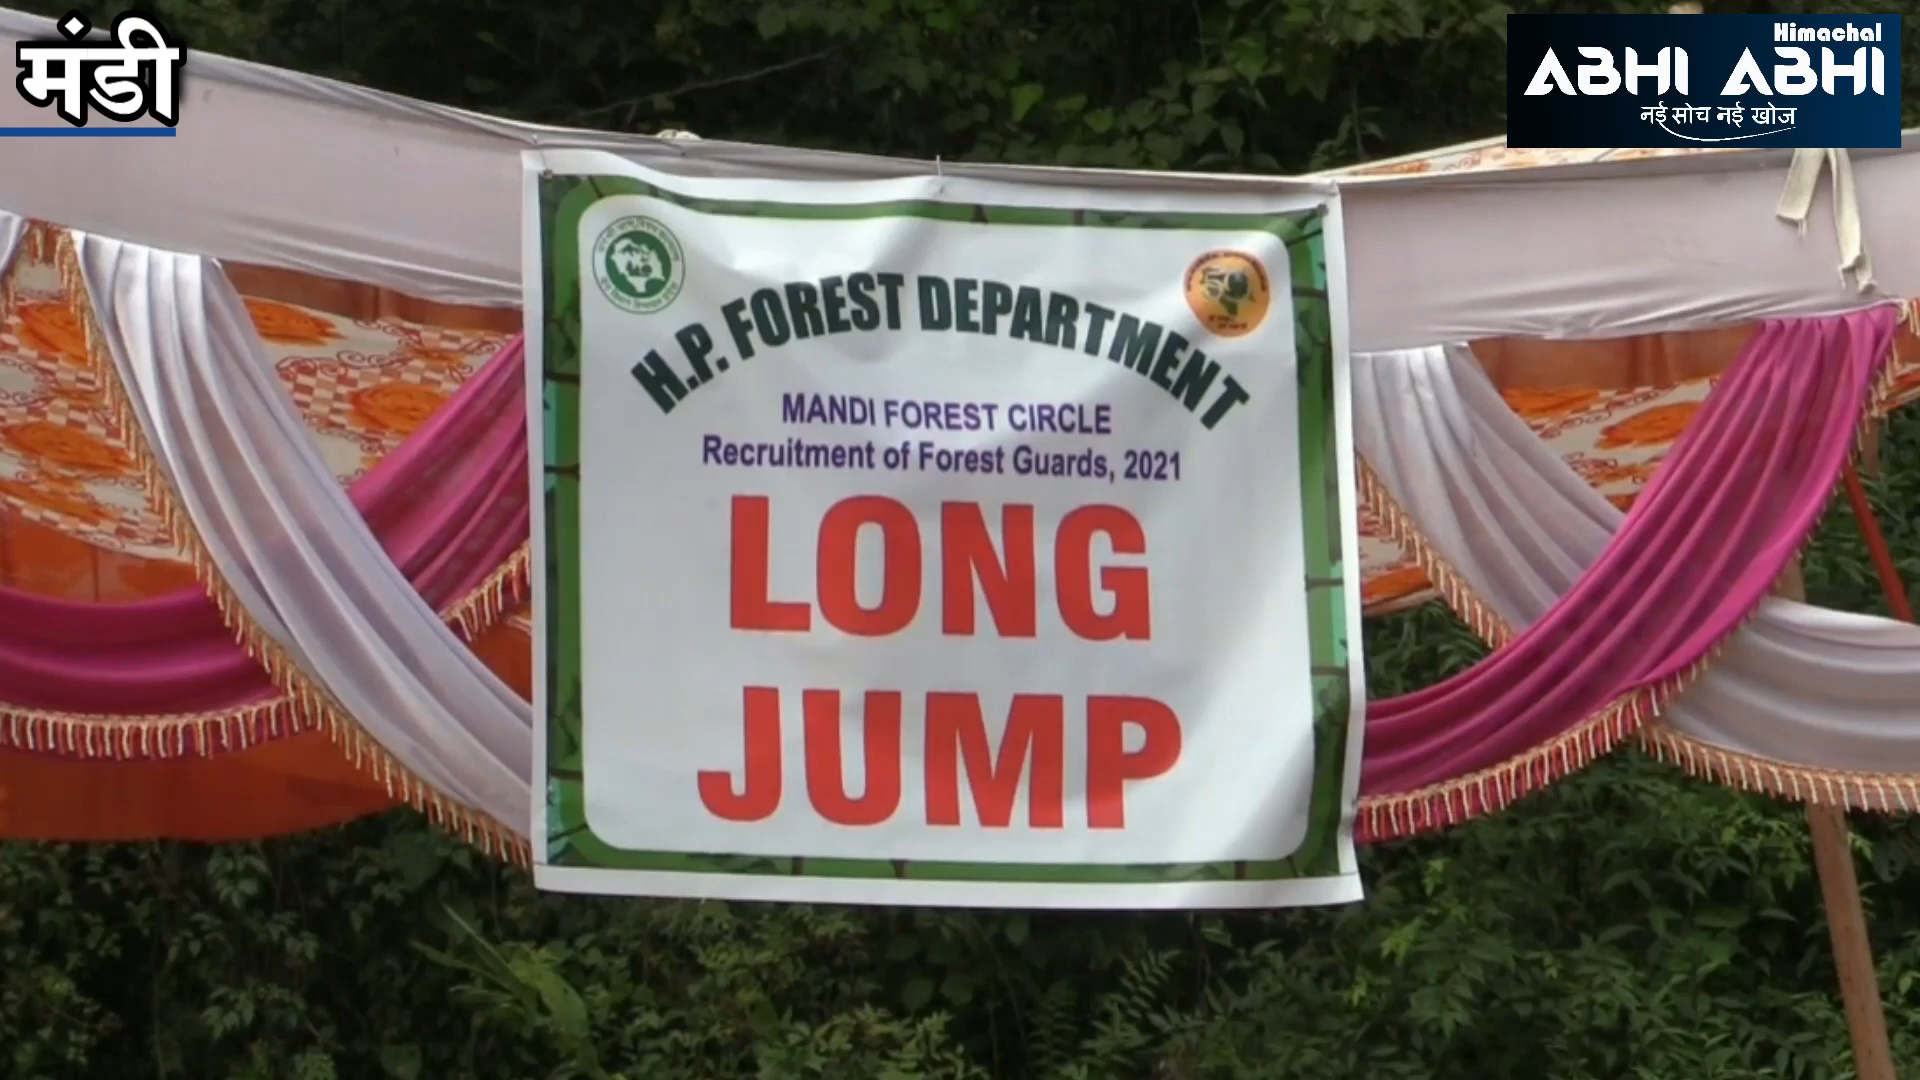 मंडी
Himachal
ABHI ABHI
नई सोच नई खोज
H.P. FOREST DEPARTMENT
MANDI FOREST CIRCLE
Recruitment of Forest Guards, 2021
LONG
JUMP